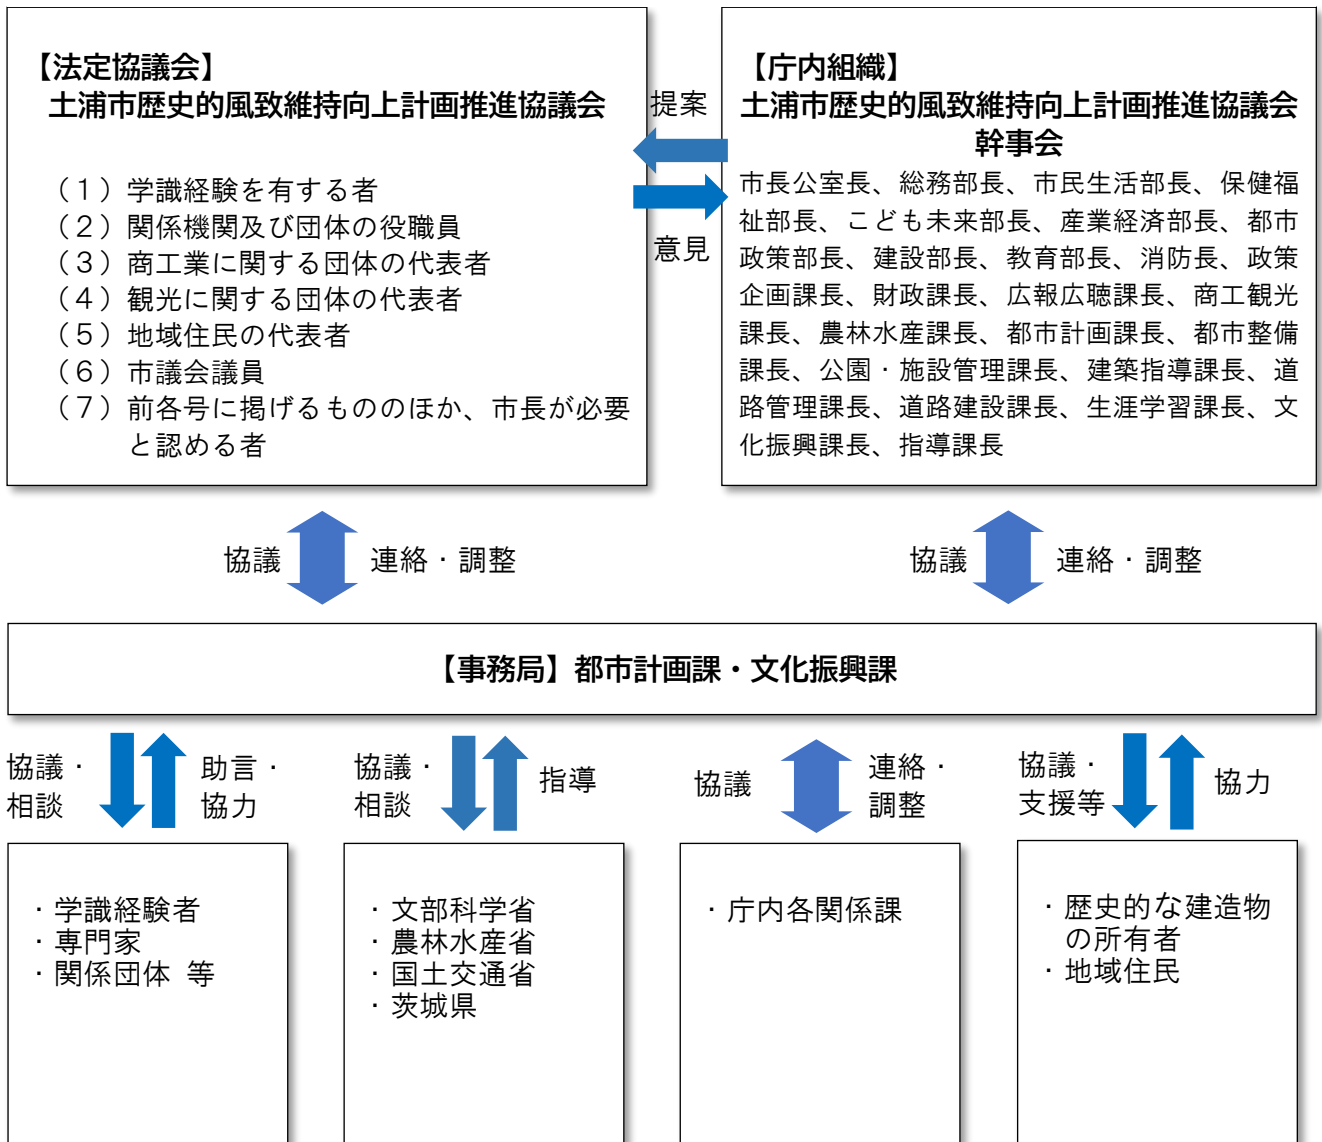 【法定協議会】
土浦市歴史的風致維持向上計画推進協議会
（１）学識経験を有する者
（２）関係機関及び団体の役職員
（３）商工業に関する団体の代表者
（４）観光に関する団体の代表者
（５）地域住民の代表者
（６）市議会議員
（７）前各号に掲げるもののほか、市長が必要
と認める者
提案
意見
【庁内組織】
土浦市歴史的風致維持向上計画推進協議会
幹事会
市長公室長、総務部長、市民生活部長、保健福
祉部長、こども未来部長、産業経済部長、都市
政策部長、建設部長、教育部長、消防長、政策
企画課長、財政課長、広報広聴課長、商工観光
課長、農林水産課長、都市計画課長、都市整備
課長、公園・施設管理課長、建築指導課長、道
路管理課長、道路建設課長、生涯学習課長、文
化振興課長、指導課長
協議
連絡・調整
協議
連絡・調整
【事務局】都市計画課・文化振興課
協議・
相談
助言・
協力
協議・
相談
指導
協議
連絡・
調整
協議・
支援等
協力
・学識経験者
・専門家
・関係団体 等
・文部科学省
・農林水産省
・国土交通省
・茨城県
・庁内各関係課
・歴史的な建造物
の所有者
・地域住民